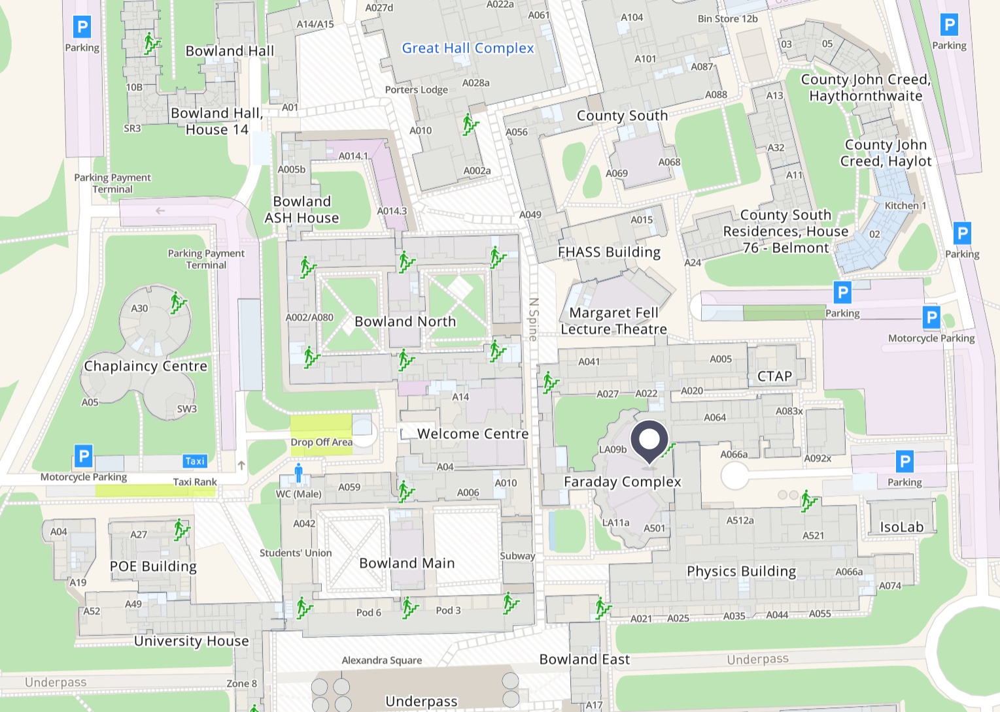 A027d
A022a
A061
A104
Bin Store 12b
P
Parking
A14/A15
Bowland Hall
Great Hall Complex
03
05
P
Parking
A101
A087
10B
Porters Lodge
A028a
A088
County John Creed,
Haythornthwaite
A01
A13
Bowland Hall,
House 14
SR3
A010
A056
County South
A32
County John
Creed, Haylot
A014.1
A005b
A002a
A068
A069
A11
Parking Payment
Terminal
Bowland
ASH House
A014.3
A049
A015
Kitchen 1
County South
Residences, House
76 - Belmont
02
P
Parking
Parking Payment
Terminal
FHASS Building
A24
A30
A002/A080
Bowland North
N Spine
Margaret Fell
Lecture Theatre
P
Parking
P
Motorcycle Parking
Chaplaincy Centre
A041
A005
CTAP
A05
SW3
A14
A027
A022
A020
A064
A083x
Welcome Centre
Drop Off Area
LA09b
A066a
A092x
P
Motorcycle Parking
Taxi
Taxi Rank
A04
WC (Male)
A059
A006
A010
Faraday Complex
P
Parking
A04
A27
A042
LA11a
A501
A512a
A521
IsoLab
Students' Union
Subway
POE Building
Bowland Main
Physics Building
A066a
A19
A074
A52
A49
Pod 6
Pod 3
A021
A025
A035
A044
A055
University House
Alexandra Square
Bowland East
Underpass
Underpass
Zone 8
Underpass
A17